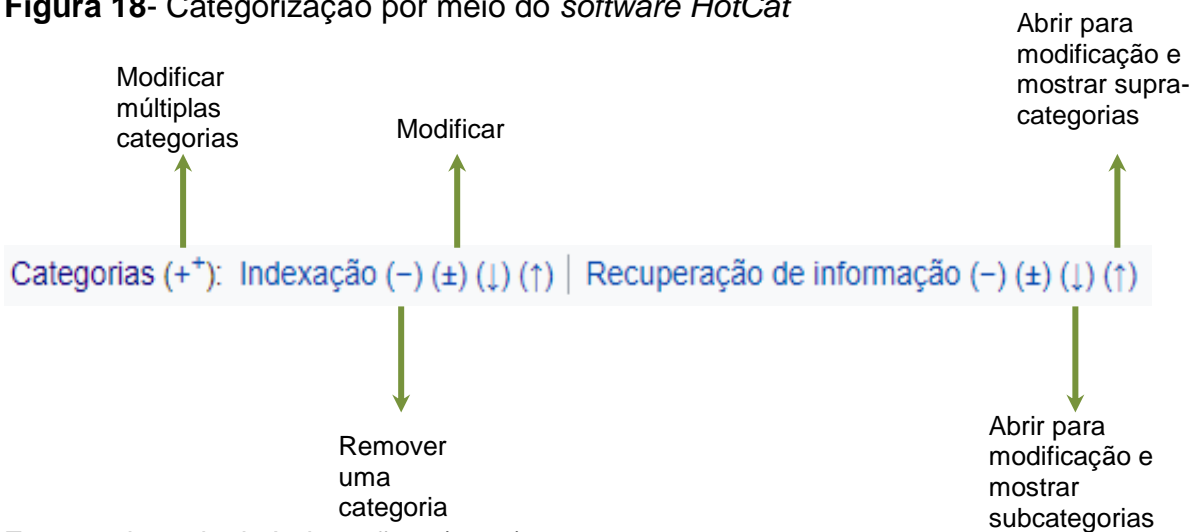 Figura 18- Categorização por meio do software HotCat
Abrir para
modificação e
mostrar supra-
categorias
Modificar
múltiplas
categorias
Modificar
Categorias (+⁺): Indexação (−) (±) (↓) (↑) | Recuperação de informação (−) (±) (↓) (↑)
Remover
uma
categoria
Abrir para
modificação e
mostrar
subcategorias